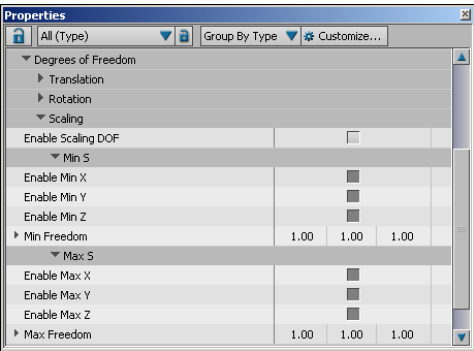 Properties
All (Type) Group By Type Customize...
Degrees of Freedom
Translation
Rotation
Scaling
Enable Scaling DOF
Min S
Enable Min X
Enable Min Y
Enable Min Z
Min Freedom 1.00 1.00 1.00
Max S
Enable Max X
Enable Max Y
Enable Max Z
Max Freedom 1.00 1.00 1.00